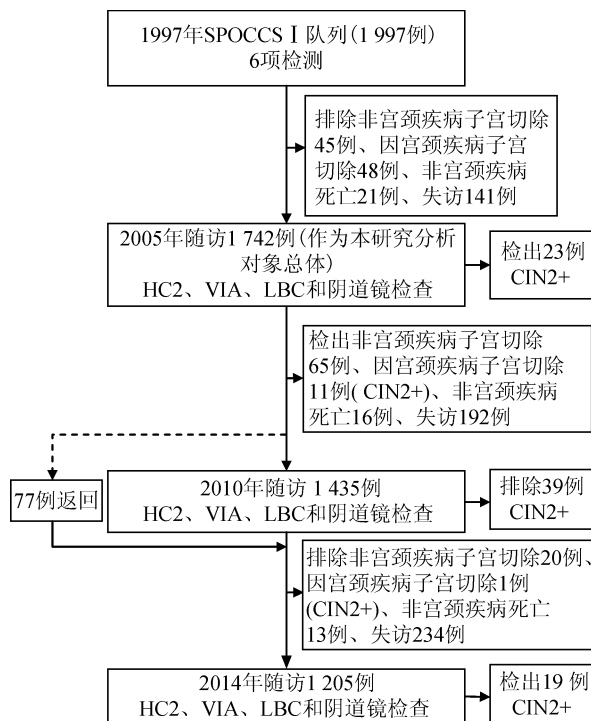 1997年SPOCCS Ⅰ队列(1 997例)
6项检测
排除非宫颈疾病子宫切除
45例、因宫颈疾病子宫
切除48例、非宫颈疾病
死亡21例、失访141例
2005年随访1 742例(作为本研究分析
对象总体)
HC2、VIA、LBC和阴道镜检查
检出23例
CIN2+
检出非宫颈疾病子宫切除
65例、因宫颈疾病子宫切除
11例( CIN2+)、非宫颈疾病
死亡16例、失访192例
77例返回
2010年随访 1 435例
HC2、VIA、LBC和阴道镜检查
排除39例
CIN2+
排除非宫颈疾病子宫切除20例、
因宫颈疾病子宫切除1例
(CIN2+)、非宫颈疾病死亡
13例、失访234例
2014年随访1 205例
HC2、VIA、LBC和阴道镜检查
检出19 例
CIN2+